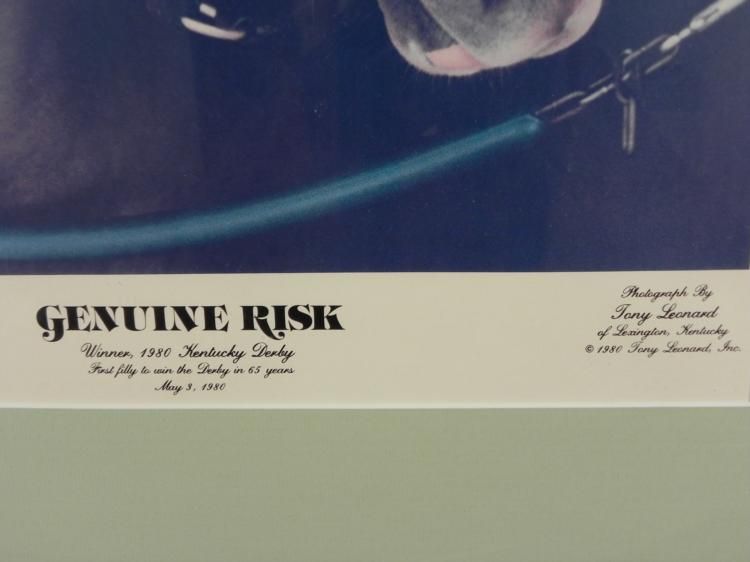 GENUINE RISK
Winner, 1980 Kentucky Derby
First filly to win the Derby in 65 years
May 3, 1980
Photograph By
Tony Leonard
of Lexington, Kentucky
© 1980 Tony Leonard, Inc.